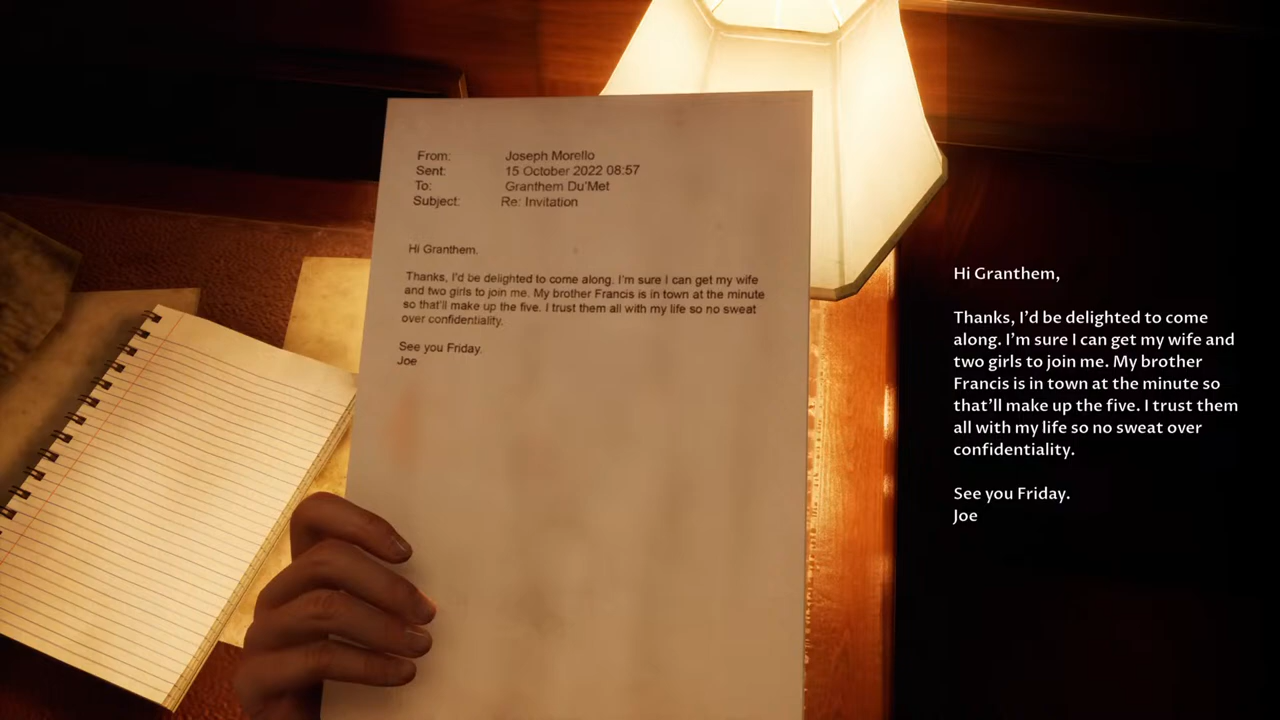 From: Joseph Morello
Sent: 15 October 2022 08:57
To: Granthem Du'Met
Subject: Re: Invitation
Hi Granthem.
Thanks, I'd be delighted to come along. I'm sure I can get my wife
and two girls to join me. My brother Francis is in town at the minute
so that'll make up the five. I trust them all with my life so no sweat
over confidentiality.
See you Friday.
Joe
Hi Granthem,
Thanks, I'd be delighted to come
along. I'm sure I can get my wife and
two girls to join me. My brother
Francis is in town at the minute so
that'll make up the five. I trust them
all with my life so no sweat over
confidentiality.
See you Friday.
Joe